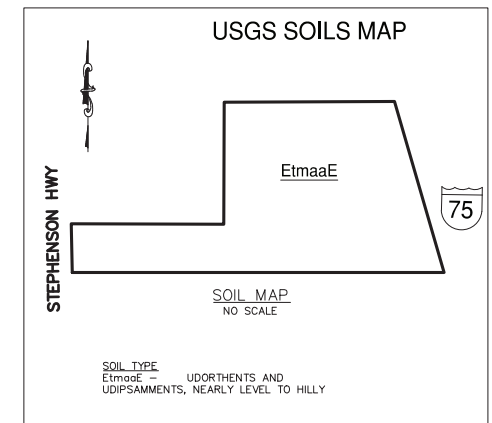 USGS SOILS MAP
EtmaaE
STEPHENSON HWY
75
SOIL MAP
NO SCALE
SOIL TYPE
EtmaaE – UDORTHENTS AND
UDIPSAMMENTS, NEARLY LEVEL TO HILLY